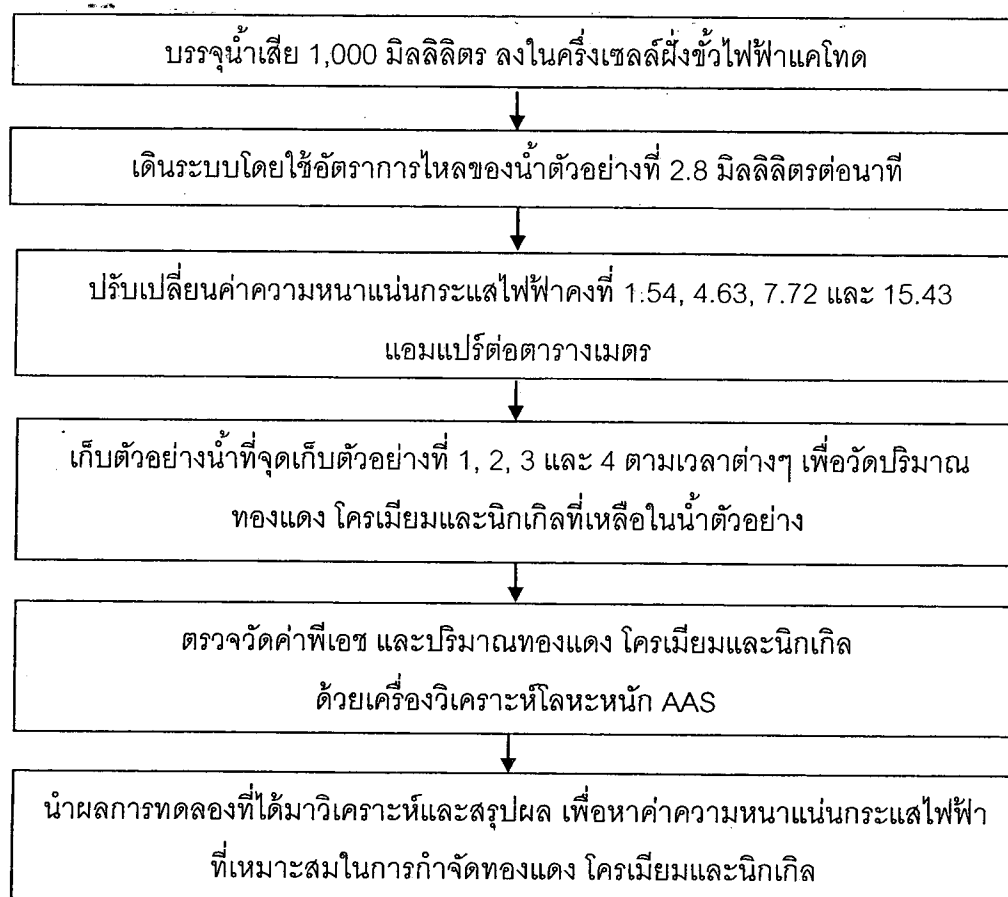 บรรจุน้ำเสีย 1,000 มิลลิลิตร ลงในครึ่งเซลล์ฝั่งขั้วไฟฟ้าแคโทด
เดินระบบโดยใช้อัตราการไหลของน้ำตัวอย่างที่ 2.8 มิลลิลิตรต่อนาที
ปรับเปลี่ยนค่าความหนาแน่นกระแสไฟฟ้าคงที่ 1.54, 4.63, 7.72 และ 15.43
แอมแปร์ต่อตารางเมตร
เก็บตัวอย่างน้ำที่จุดเก็บตัวอย่างที่ 1, 2, 3 และ 4 ตามเวลาต่างๆ เพื่อวัดปริมาณ
ทองแดง โครเมียมและนิกเกิลที่เหลือในน้ำตัวอย่าง
ตรวจวัดค่าพีเอช และปริมาณทองแดง โครเมียมและนิกเกิล
ด้วยเครื่องวิเคราะห์โลหะหนัก AAS
นำผลการทดลองที่ได้มาวิเคราะห์และสรุปผล เพื่อหาค่าความหนาแน่นกระแสไฟฟ้า
ที่เหมาะสมในการกำจัดทองแดง โครเมียมและนิกเกิล